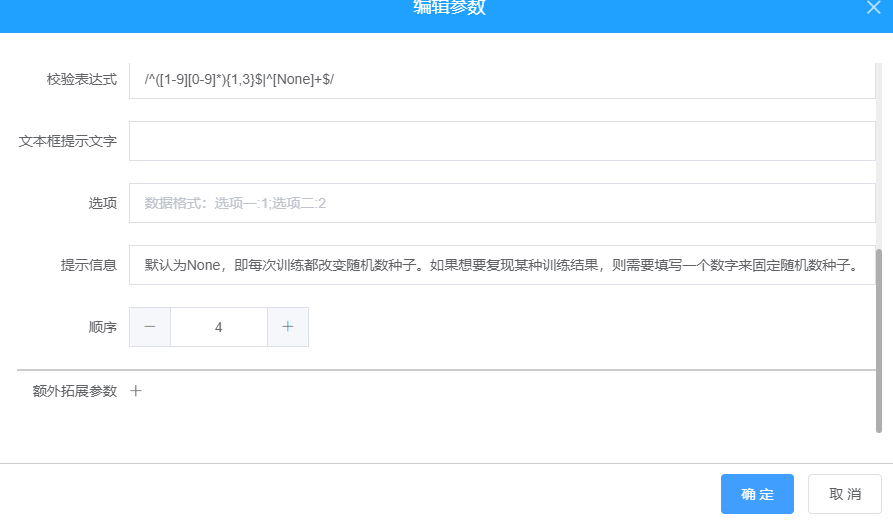 编辑参数
校验表达式 /^([1-9][0-9]*){1,3}$|^[None]+$/
文本框提示文字
选项 数据格式：选项一:1;选项二:2
提示信息 默认为None，即每次训练都改变随机数种子。如果想要复现某种训练结果，则需要填写一个数字来固定随机数种子。
顺序 4
额外拓展参数
确定 取消